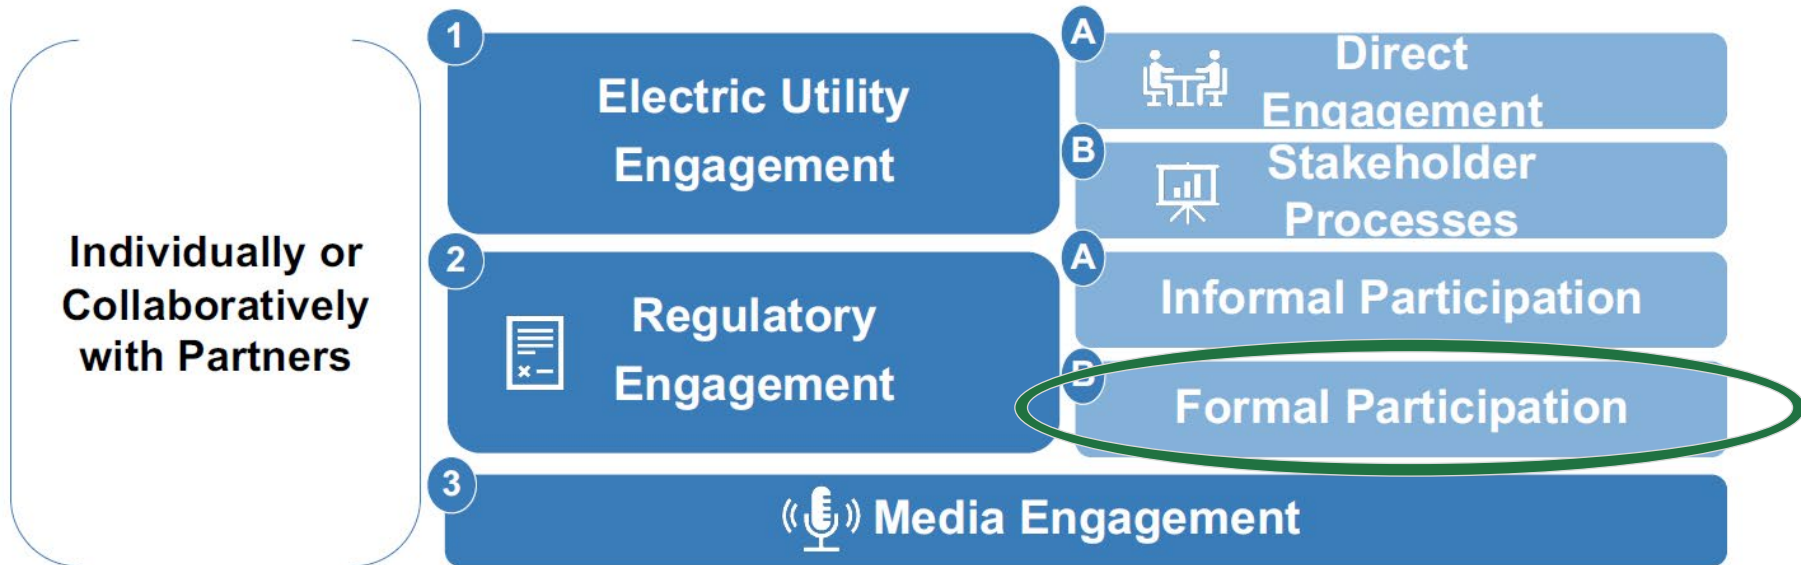 Individually or
Collaboratively
with Partners
1
Electric Utility
Engagement
A
Direct
Engagement
B
Stakeholder
Processes
2
Regulatory
Engagement
A
Informal Participation
B
Formal Participation
3
Media Engagement